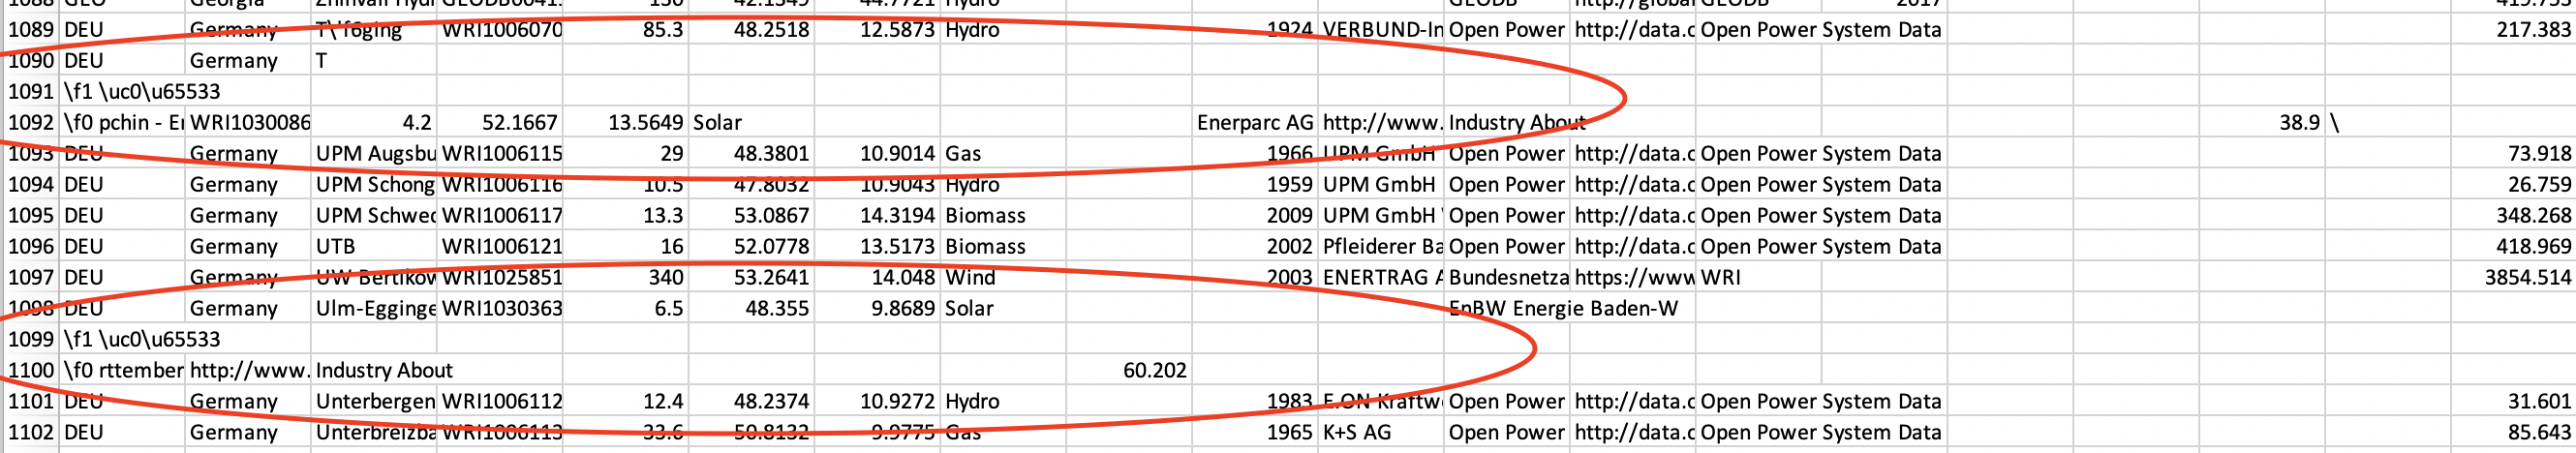 1088 GEO Georgia Zhinvali Hydr GEODB0041. 130 42.1349 44.7721 Hydro GEODB http://global GEODB 2017 419.753
1089 DEU Germany T\'f6ging WRI1006070 85.3 48.2518 12.5873 Hydro 1924 VERBUND-In Open Power http://data.o Open Power System Data 217.383
1090 DEU Germany T
1091 \f1 \uc0\u65533
1092 \f0 pchin - En WRI1030086 4.2 52.1667 13.5649 Solar Enerparc AG http://www. Industry About 38.9 \
1093 DEU Germany UPM Augsbu WRI1006115 29 48.3801 10.9014 Gas 1966 UPM GmbH Open Power http://data.o Open Power System Data 73.918
1094 DEU Germany UPM Schong WRI1006116 10.5 47.8032 10.9043 Hydro 1959 UPM GmbH Open Power http://data.o Open Power System Data 26.759
1095 DEU Germany UPM Schwed WRI1006117 13.3 53.0867 14.3194 Biomass 2009 UPM GmbH Open Power http://data.o Open Power System Data 348.268
1096 DEU Germany UTB WRI1006121 16 52.0778 13.5173 Biomass 2002 Pfleiderer Ba Open Power http://data.o Open Power System Data 418.969
1097 DEU Germany UW Bertikow WRI1025851 340 53.2641 14.048 Wind 2003 ENERTRAG A Bundesnetza https://www WRI 3854.514
1098 DEU Germany Ulm-Egginge WRI1030363 6.5 48.355 9.8689 Solar EnBW Energie Baden-W
1099 \f1 \uc0\u65533
1100 \f0 rttember http://www. Industry About 60.202
1101 DEU Germany Unterbergen WRI1006112 12.4 48.2374 10.9272 Hydro 1983 E.ON Kraftwe Open Power http://data.o Open Power System Data 31.601
1102 DEU Germany Unterbreizba WRI1006113 33.6 50.8132 9.9775 Gas 1965 K+S AG Open Power http://data.o Open Power System Data 85.643